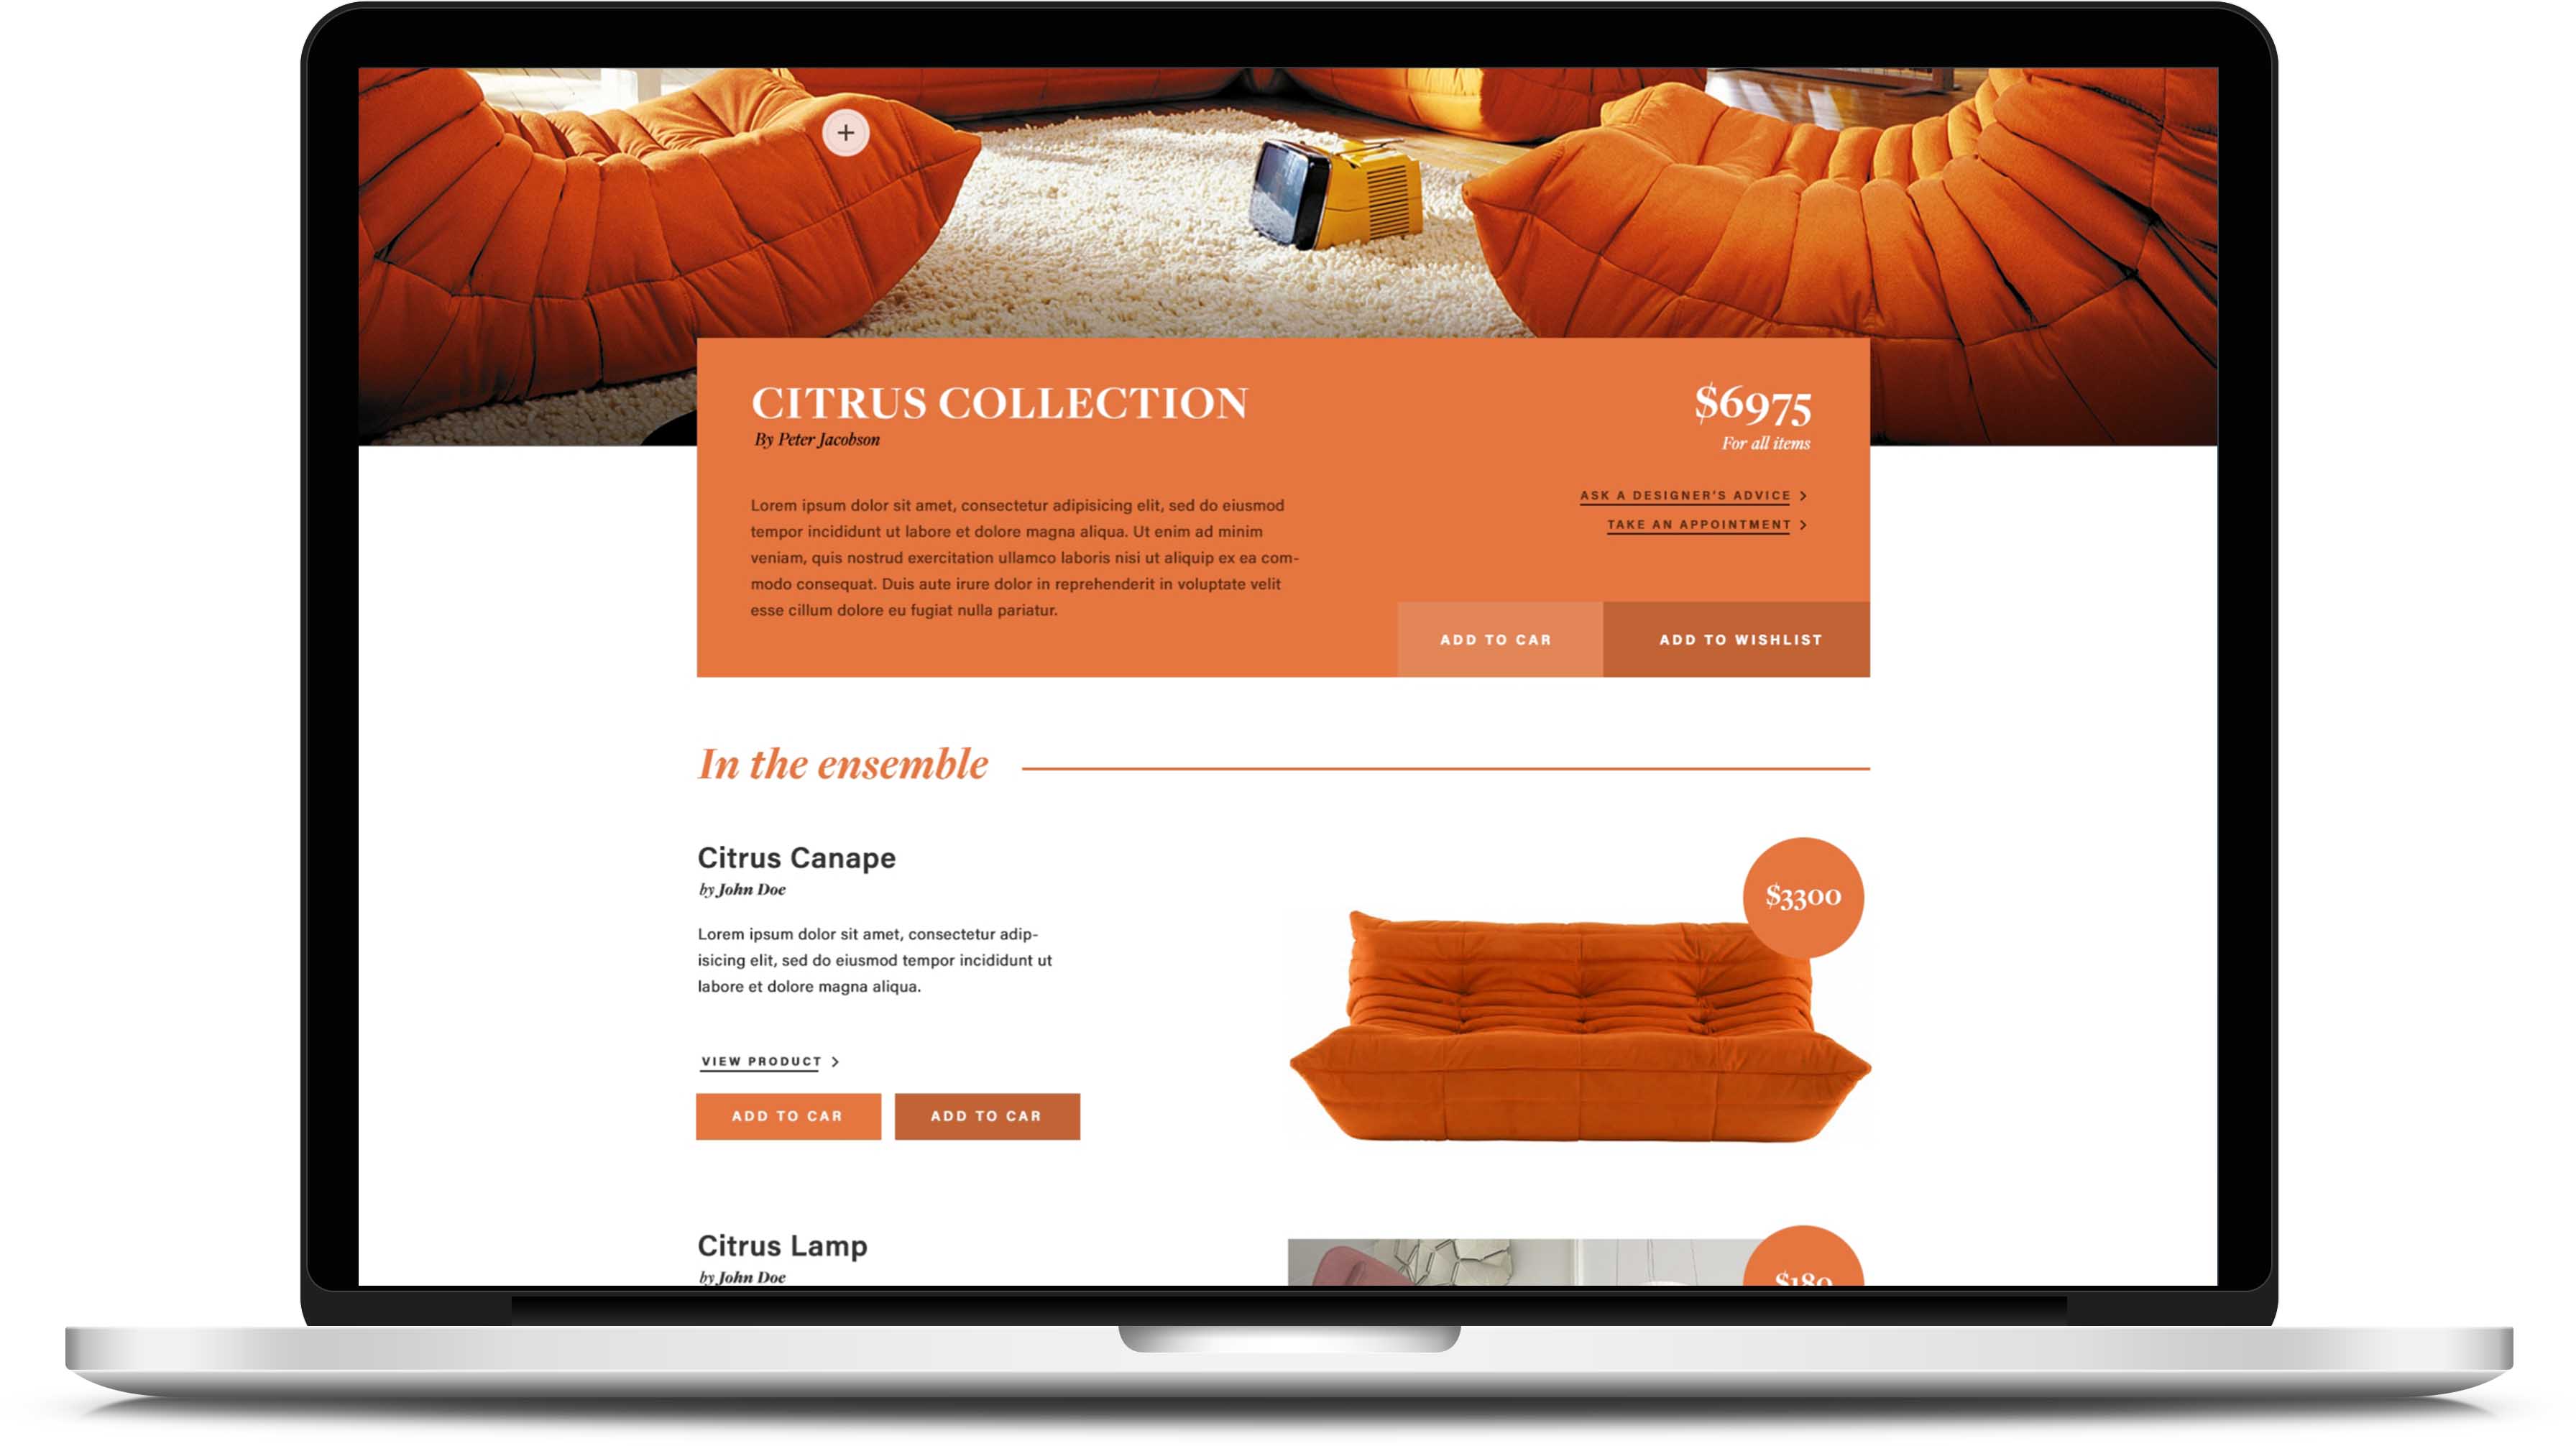 CITRUS COLLECTION
By Peter Jacobson
$6975
For all items
Lorem ipsum dolor sit amet, consectetur adipisicing elit, sed do eiusmod
tempor incididunt ut labore et dolore magna aliqua. Ut enim ad minim
veniam, quis nostrud exercitation ullamco laboris nisi ut aliquip ex ea com-
modo consequat. Duis aute irure dolor in reprehenderit in voluptate velit
esse cillum dolore eu fugiat nulla pariatur.
ASK A DESIGNER'S ADVICE >
TAKE AN APPOINTMENT >
ADD TO CAR
ADD TO WISHLIST
In the ensemble
Citrus Canape
by John Doe
Lorem ipsum dolor sit amet, consectetur adip-
isicing elit, sed do eiusmod tempor incididunt ut
labore et dolore magna aliqua.
VIEW PRODUCT >
ADD TO CAR
ADD TO CAR
$3300
Citrus Lamp
by John Doe
$180